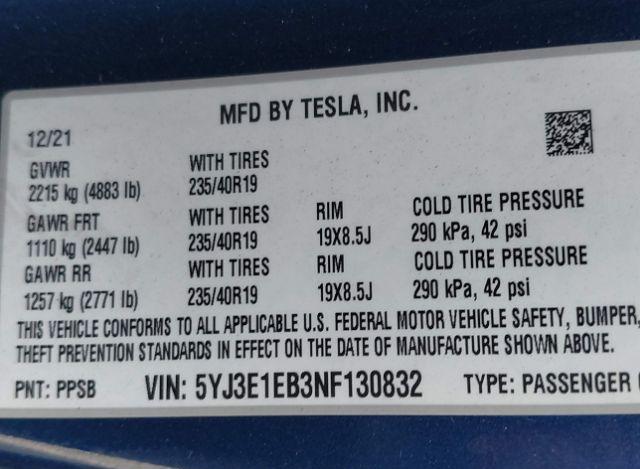 MFD BY TESLA, INC.
12/21
GVWR WITH TIRES
2215 kg (4883 lb) 235/40R19
GAWR FRT WITH TIRES RIM COLD TIRE PRESSURE
1110 kg (2447 lb) 235/40R19 19X8.5J 290 kPa, 42 psi
GAWR RR WITH TIRES RIM COLD TIRE PRESSURE
1257 kg (2771 lb) 235/40R19 19X8.5J 290 kPa, 42 psi
THIS VEHICLE CONFORMS TO ALL APPLICABLE U.S. FEDERAL MOTOR VEHICLE SAFETY, BUMPER,
THEFT PREVENTION STANDARDS IN EFFECT ON THE DATE OF MANUFACTURE SHOWN ABOVE.
PNT: PPSB VIN: 5YJ3E1EB3NF130832 TYPE: PASSENGER